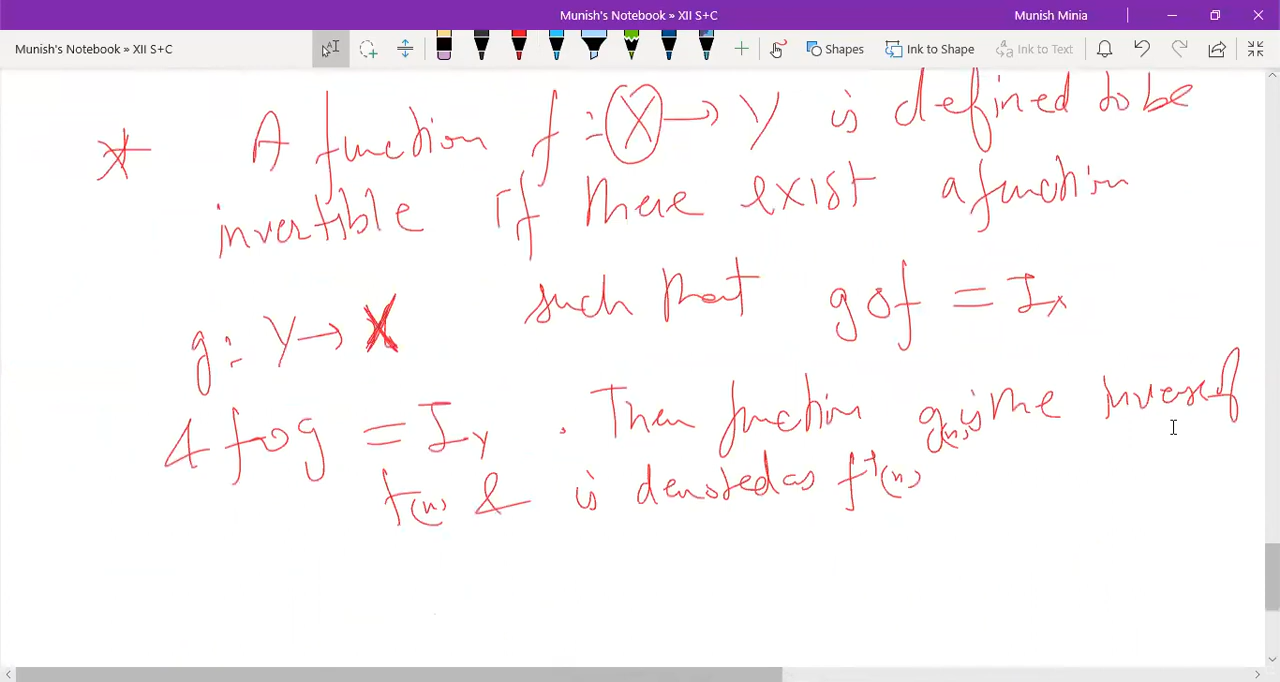 Munish's Notebook » XII S+C
Munish Minia
Munish's Notebook » XII S+C
Shapes Ink to Shape Ink to Text
* A function f : X → Y is defined to be
invertible if there exist a function
g : Y → X such that gof = Ix
& fog = Iy . Then function g(x) is the inverse of
f(x) & is denoted as f⁻¹(x)